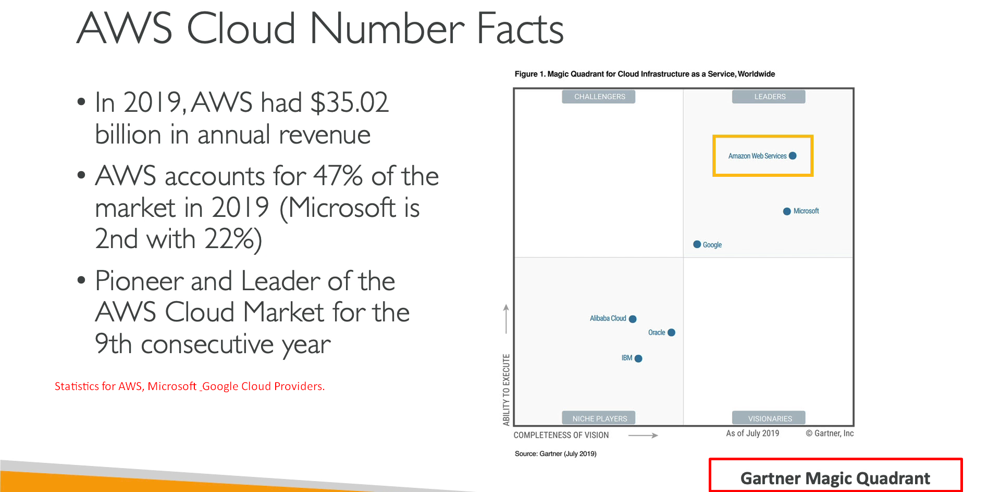 AWS Cloud Number Facts
• In 2019, AWS had $35.02
billion in annual revenue
• AWS accounts for 47% of the
market in 2019 (Microsoft is
2nd with 22%)
• Pioneer and Leader of the
AWS Cloud Market for the
9th consecutive year
Statistics for AWS, Microsoft _Google Cloud Providers.
Figure 1. Magic Quadrant for Cloud Infrastructure as a Service, Worldwide
CHALLENGERS
LEADERS
Amazon Web Services
Microsoft
Google
Alibaba Cloud
Oracle
IBM
NICHE PLAYERS
VISIONARIES
ABILITY TO EXECUTE
COMPLETENESS OF VISION
As of July 2019
© Gartner, Inc
Source: Gartner (July 2019)
Gartner Magic Quadrant